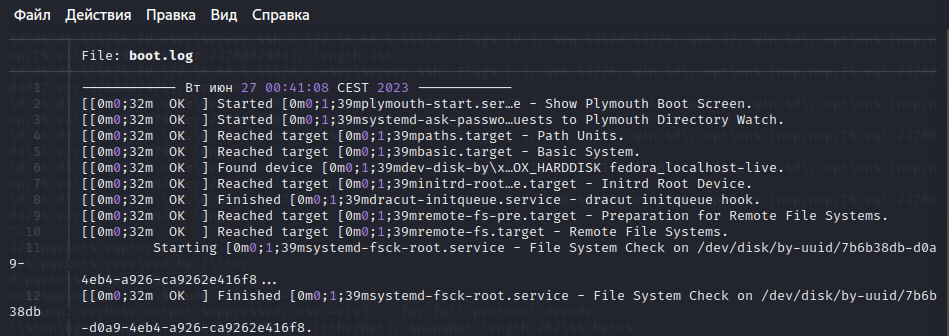 Файл Действия Правка Вид Справка
File: boot.log
1 ──────────── Вт июн 27 00:41:08 CEST 2023 ────────────
2 [[0m0;32m  OK  ] Started [0m0;1;39mplymouth-start.ser…e - Show Plymouth Boot Screen.
3 [[0m0;32m  OK  ] Started [0m0;1;39msystemd-ask-passwo…uests to Plymouth Directory Watch.
4 [[0m0;32m  OK  ] Reached target [0m0;1;39mpaths.target - Path Units.
5 [[0m0;32m  OK  ] Reached target [0m0;1;39mbasic.target - Basic System.
6 [[0m0;32m  OK  ] Found device [0m0;1;39mdev-disk-by\x…OX_HARDDISK fedora_localhost-live.
7 [[0m0;32m  OK  ] Reached target [0m0;1;39minitrd-root…e.target - Initrd Root Device.
8 [[0m0;32m  OK  ] Finished [0m0;1;39mdracut-initqueue.service - dracut initqueue hook.
9 [[0m0;32m  OK  ] Reached target [0m0;1;39mremote-fs-pre.target - Preparation for Remote File Systems.
10 [[0m0;32m  OK  ] Reached target [0m0;1;39mremote-fs.target - Remote File Systems.
11 Starting [0m0;1;39msystemd-fsck-root.service - File System Check on /dev/disk/by-uuid/7b6b38db-d0a
9-
4eb4-a926-ca9262e416f8…
12 [[0m0;32m  OK  ] Finished [0m0;1;39msystemd-fsck-root.service - File System Check on /dev/disk/by-uuid/7b6b
38db
-d0a9-4eb4-a926-ca9262e416f8.